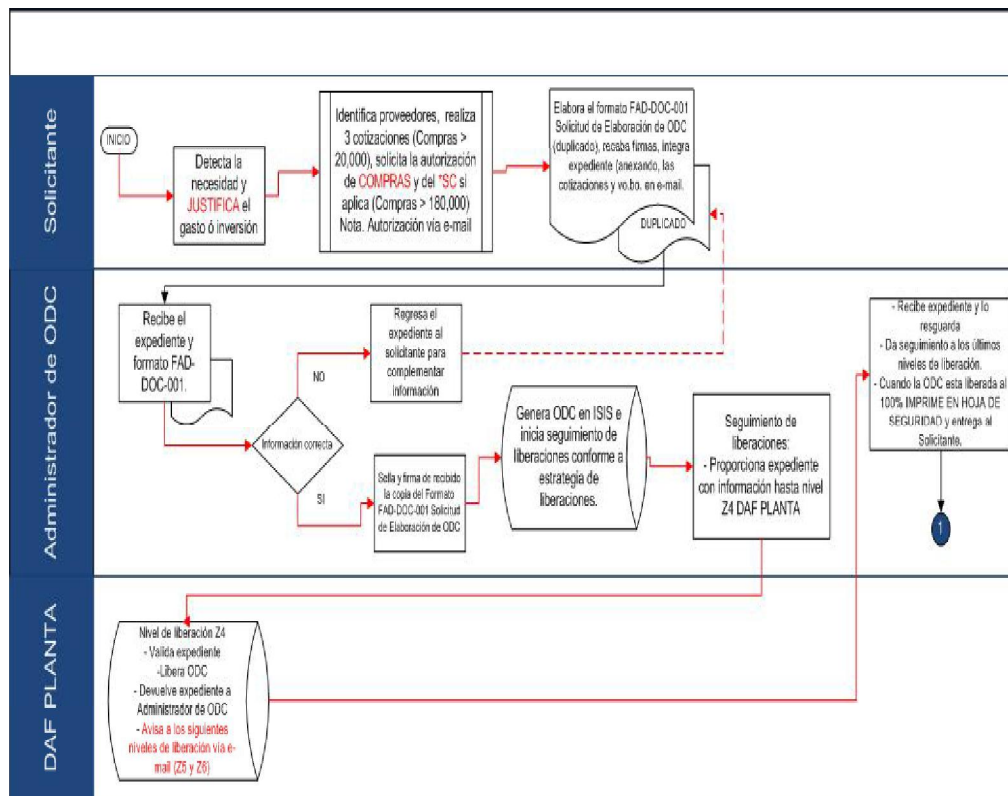 Solicitante
INICIO
Detecta la
necesidad y
JUSTIFICA el
gasto ó inversión
Identifica proveedores, realiza
3 cotizaciones (Compras >
20,000), solicita la autorización
de COMPRAS y del *SC si
aplica (Compras > 180,000)
Nota. Autorización vía e-mail
Elabora el formato FAD-DOC-001
Solicitud de Elaboración de ODC
(duplicado), recaba firmas, integra
expediente (anexando, las
cotizaciones y vo.bo. en e-mail.
DUPLICADO
Administrador de ODC
Recibe el
expediente y
formato FAD-
DOC-001.
Información correcta
NO
Regresa el
expediente al
solicitante para
complementar
información
SI
Sella y firma de recibido
la copia del Formato
FAD-DOC-001 Solicitud
de Elaboración de ODC
Genera ODC en ISIS e
inicia seguimiento de
liberaciones conforme a
estrategia de
liberaciones.
Seguimiento de
liberaciones:
- Proporciona expediente
con información hasta nivel
Z4 DAF PLANTA
- Recibe expediente y lo
resguarda
- Da seguimiento a los últimos
niveles de liberación.
- Cuando la ODC esta liberada al
100% IMPRIME EN HOJA DE
SEGURIDAD y entrega al
Solicitante.
1
DAF PLANTA
Nivel de liberación Z4
- Valida expediente
-Libera ODC
- Devuelve expediente a
Administrador de ODC
- Avisa a los siguientes
niveles de liberación vía e-
mail (Z5 y Z6)